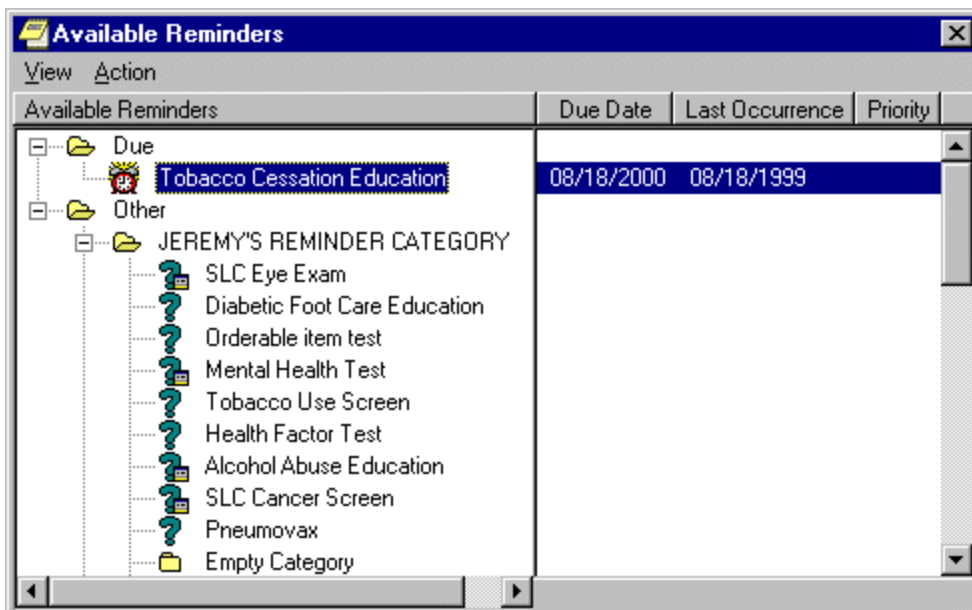 Available Reminders
View Action
Available Reminders Due Date Last Occurrence Priority
Due
Tobacco Cessation Education 08/18/2000 08/18/1999
Other
JEREMY'S REMINDER CATEGORY
SLC Eye Exam
Diabetic Foot Care Education
Orderable item test
Mental Health Test
Tobacco Use Screen
Health Factor Test
Alcohol Abuse Education
SLC Cancer Screen
Pneumovax
Empty Category